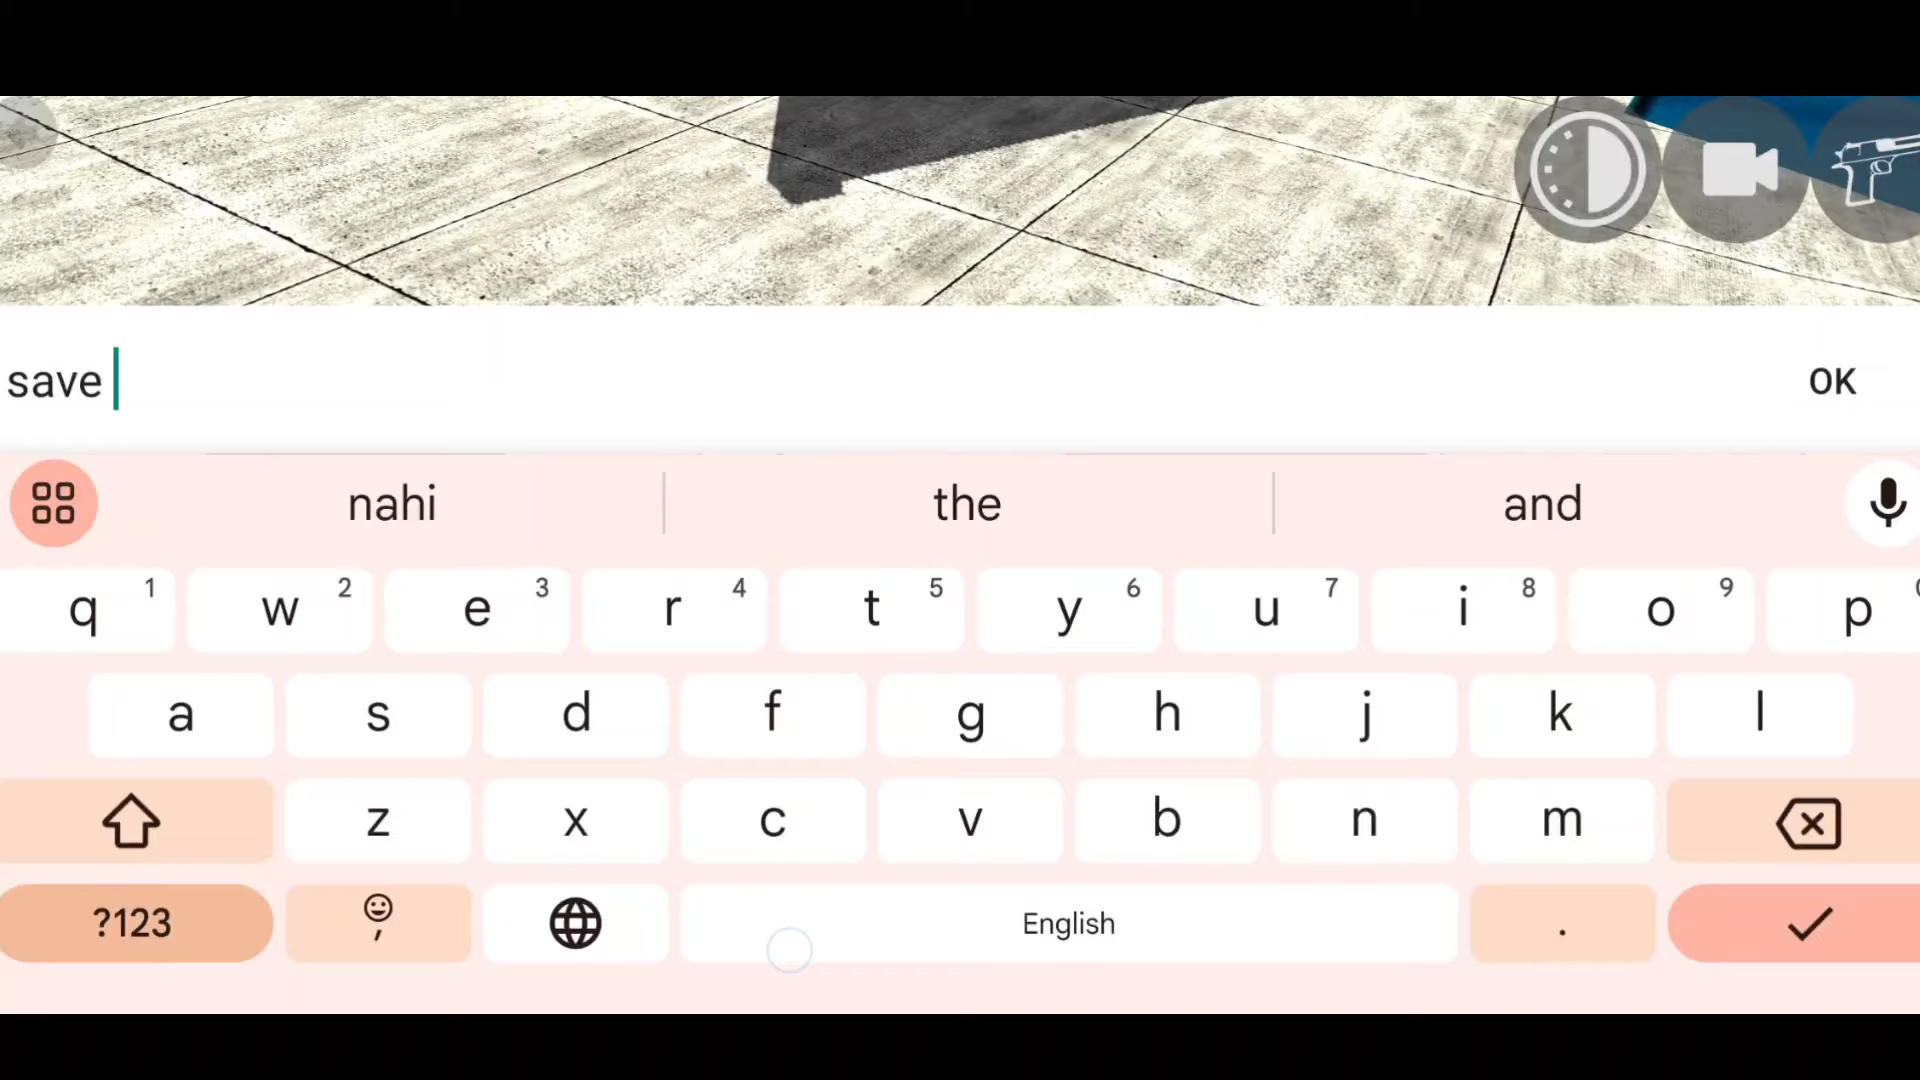 save
OK
nahi the and
q 1 w 2 e 3 r 4 t 5 y 6 u 7 i 8 o 9 p
a s d f g h j k l
z x c v b n m
?123 , English .